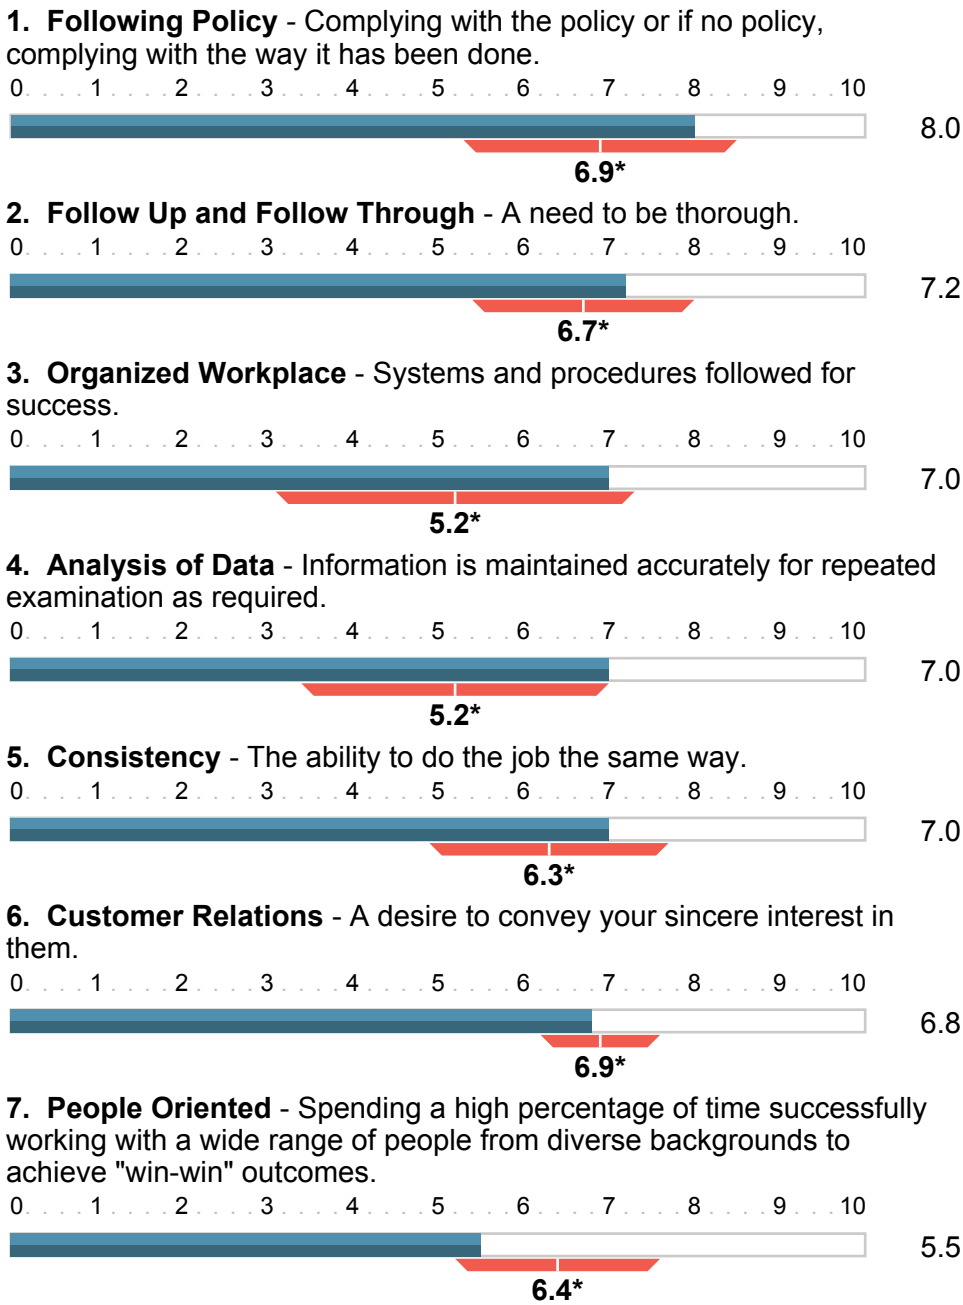 1. Following Policy - Complying with the policy or if no policy,
complying with the way it has been done.
0. . . . 1 . . . . 2 . . . . 3 . . . . 4 . . . . 5 . . . . 6 . . . . 7 . . . . 8 . . . . 9 . . . 10
8.0
6.9*
2. Follow Up and Follow Through - A need to be thorough.
0. . . . 1 . . . . 2 . . . . 3 . . . . 4 . . . . 5 . . . . 6 . . . . 7 . . . . 8 . . . . 9 . . . 10
7.2
6.7*
3. Organized Workplace - Systems and procedures followed for
success.
0. . . . 1 . . . . 2 . . . . 3 . . . . 4 . . . . 5 . . . . 6 . . . . 7 . . . . 8 . . . . 9 . . . 10
7.0
5.2*
4. Analysis of Data - Information is maintained accurately for repeated
examination as required.
0. . . . 1 . . . . 2 . . . . 3 . . . . 4 . . . . 5 . . . . 6 . . . . 7 . . . . 8 . . . . 9 . . . 10
7.0
5.2*
5. Consistency - The ability to do the job the same way.
0. . . . 1 . . . . 2 . . . . 3 . . . . 4 . . . . 5 . . . . 6 . . . . 7 . . . . 8 . . . . 9 . . . 10
7.0
6.3*
6. Customer Relations - A desire to convey your sincere interest in
them.
0. . . . 1 . . . . 2 . . . . 3 . . . . 4 . . . . 5 . . . . 6 . . . . 7 . . . . 8 . . . . 9 . . . 10
6.8
6.9*
7. People Oriented - Spending a high percentage of time successfully
working with a wide range of people from diverse backgrounds to
achieve "win-win" outcomes.
0. . . . 1 . . . . 2 . . . . 3 . . . . 4 . . . . 5 . . . . 6 . . . . 7 . . . . 8 . . . . 9 . . . 10
5.5
6.4*